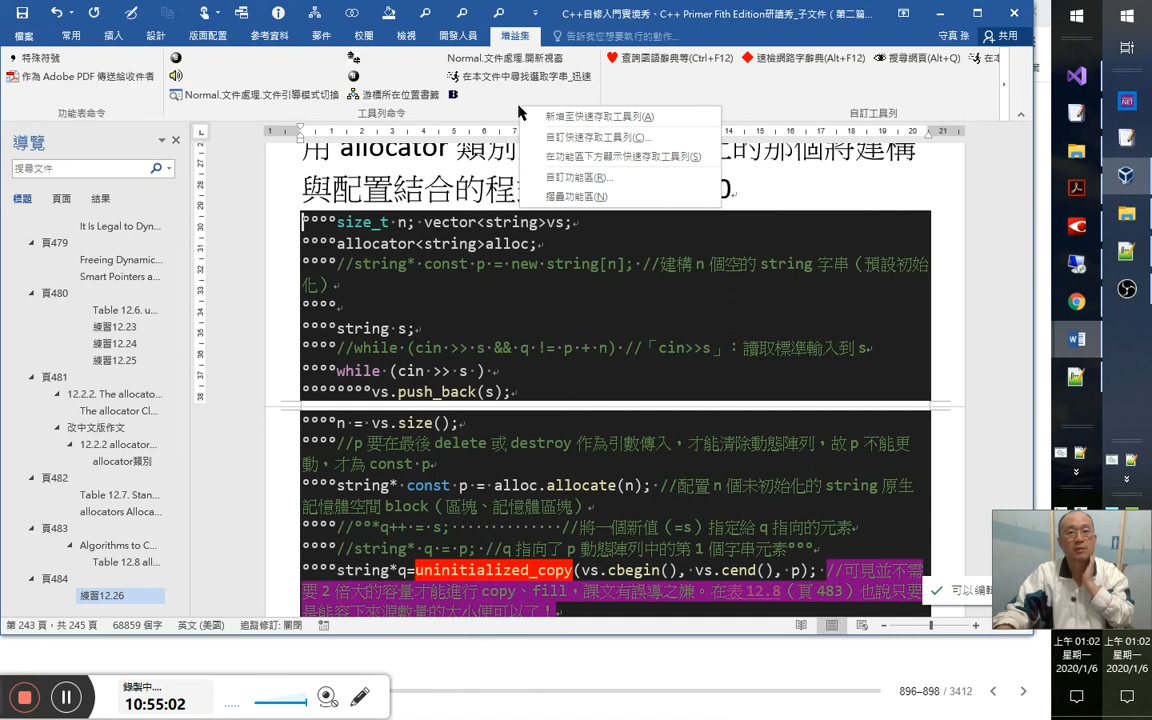 C++自修入門實境秀、C++ Primer Fith Edition研讀秀_子文件（第二篇...
檔案 常用 插入 設計 版面配置 參考資料 郵件 校閱 檢視 開發人員 增益集 告訴我您想要執行的動作... 守真 孫 共用
特殊符號
作為 Adobe PDF 傳送給收件者
Normal.文件處理.文件引導模式切換
游標所在位置書籤
Normal.文件處理.開新視窗
在本文件中尋找選取字串_迅速
B
查詢國語辭典等(Ctrl+F12) 速檢網路字辭典(Alt+F12) 搜尋網頁(Alt+Q) 在本
功能表命令 工具列命令 自訂工具列
新增至快速存取工具列(A)
自訂快速存取工具列(C)...
在功能區下方顯示快速存取工具列(S)
自訂功能區(R)...
摺疊功能區(N)
導覽
搜尋文件
標題 頁面 結果
It Is Legal to Dyn...
頁479
Freeing Dynamic...
Smart Pointers a...
頁480
Table 12.6. u...
練習12.23
練習12.24
練習12.25
頁481
12.2.2. The allocato...
The allocator Cl...
改中文版作文
12.2.2 allocator...
allocator類別
頁482
Table 12.7. Stan...
allocators Alloca...
頁483
Algorithms to C...
Table 12.8 all...
頁484
練習12.26
用 allocator 類別
的那個將建構
與配置結合的程
size_t n; vector<string>vs;
allocator<string>alloc;
//string* const p = new string[n]; //建構 n 個空的 string 字串（預設初始
化）
string s;
//while (cin >> s && q != p + n) //「cin>>s」：讀取標準輸入到 s
while (cin >> s )
vs.push_back(s);
n = vs.size();
//p 要在最後 delete 或 destroy 作為引數傳入，才能清除動態陣列，故 p 不能更
動，才為 const p
string* const p = alloc.allocate(n); //配置 n 個未初始化的 string 原生
記憶體空間 block（區塊、記憶體區塊）
//°°*q++ = s; //將一個新值（=s）指定給 q 指向的元素
//string* q = p; //q 指向了 p 動態陣列中的第 1 個字串元素°°°
string*q=uninitialized_copy(vs.cbegin(), vs.cend(), p); //可見並不需
要 2 倍大的容量才能進行 copy、fill，課文有誤導之嫌。在表 12.8（頁 483）也說只要
是能容下來源數量的大小便可以了！
可以編輯
第 243 頁，共 245 頁 68859 個字 英文 (美國) 追蹤修訂: 關閉
錄製中...
10:55:02
896–898 / 3412
上午 01:02
星期一
2020/1/6
上午 01:02
星期一
2020/1/6